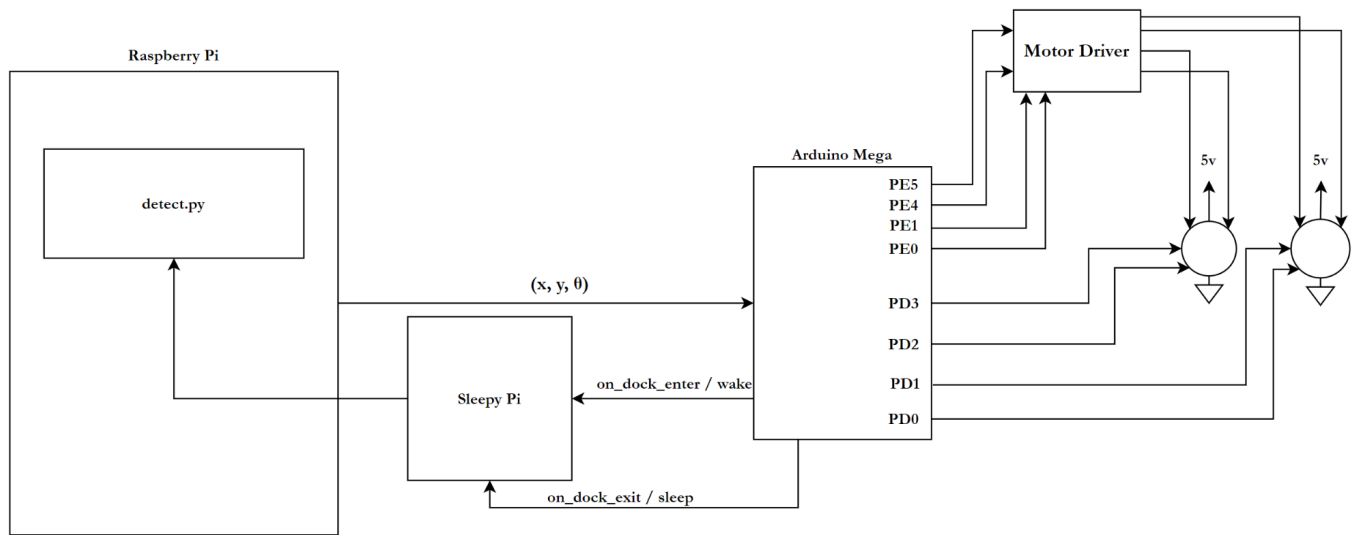 Raspberry Pi
detect.py
(x, y, θ)
Sleepy Pi
on_dock_enter / wake
on_dock_exit / sleep
Arduino Mega
PE5
PE4
PE1
PE0
PD3
PD2
PD1
PD0
Motor Driver
5v
5v